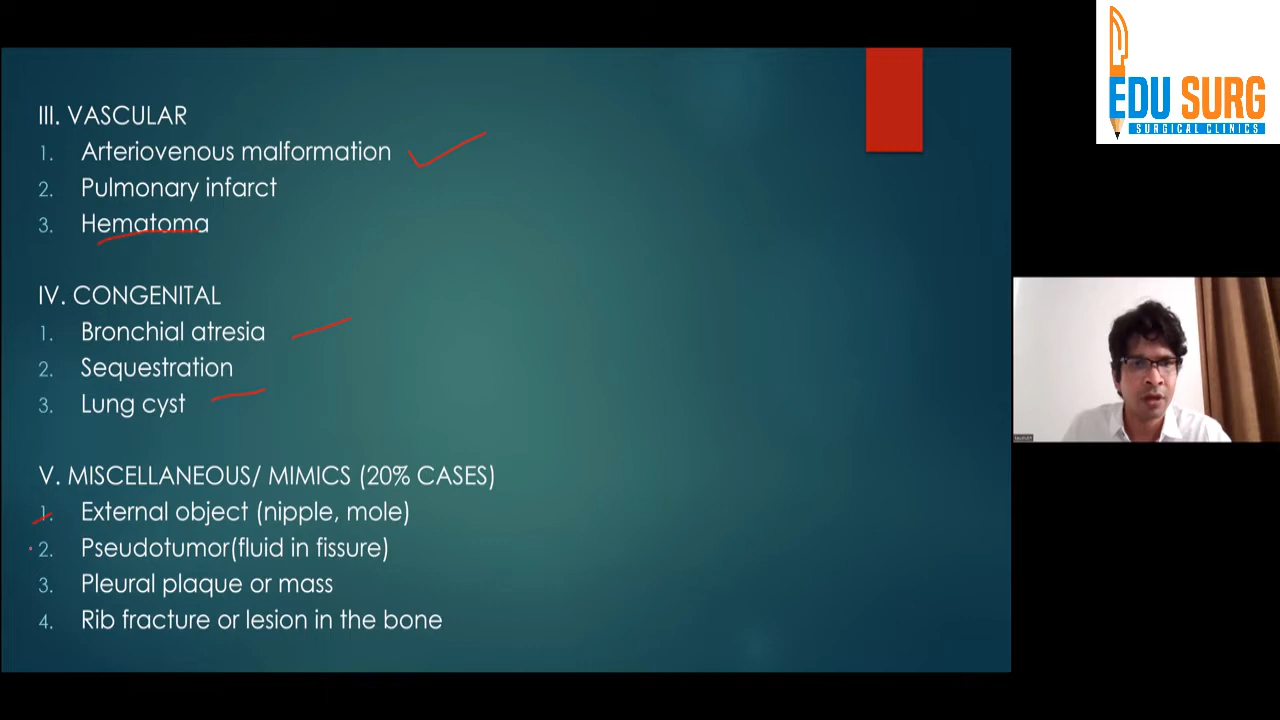 EDU SURG
SURGICAL CLINICS
III. VASCULAR
1. Arteriovenous malformation
2. Pulmonary infarct
3. Hematoma
IV. CONGENITAL
1. Bronchial atresia
2. Sequestration
3. Lung cyst
V. MISCELLANEOUS/ MIMICS (20% CASES)
1. External object (nipple, mole)
2. Pseudotumor(fluid in fissure)
3. Pleural plaque or mass
4. Rib fracture or lesion in the bone